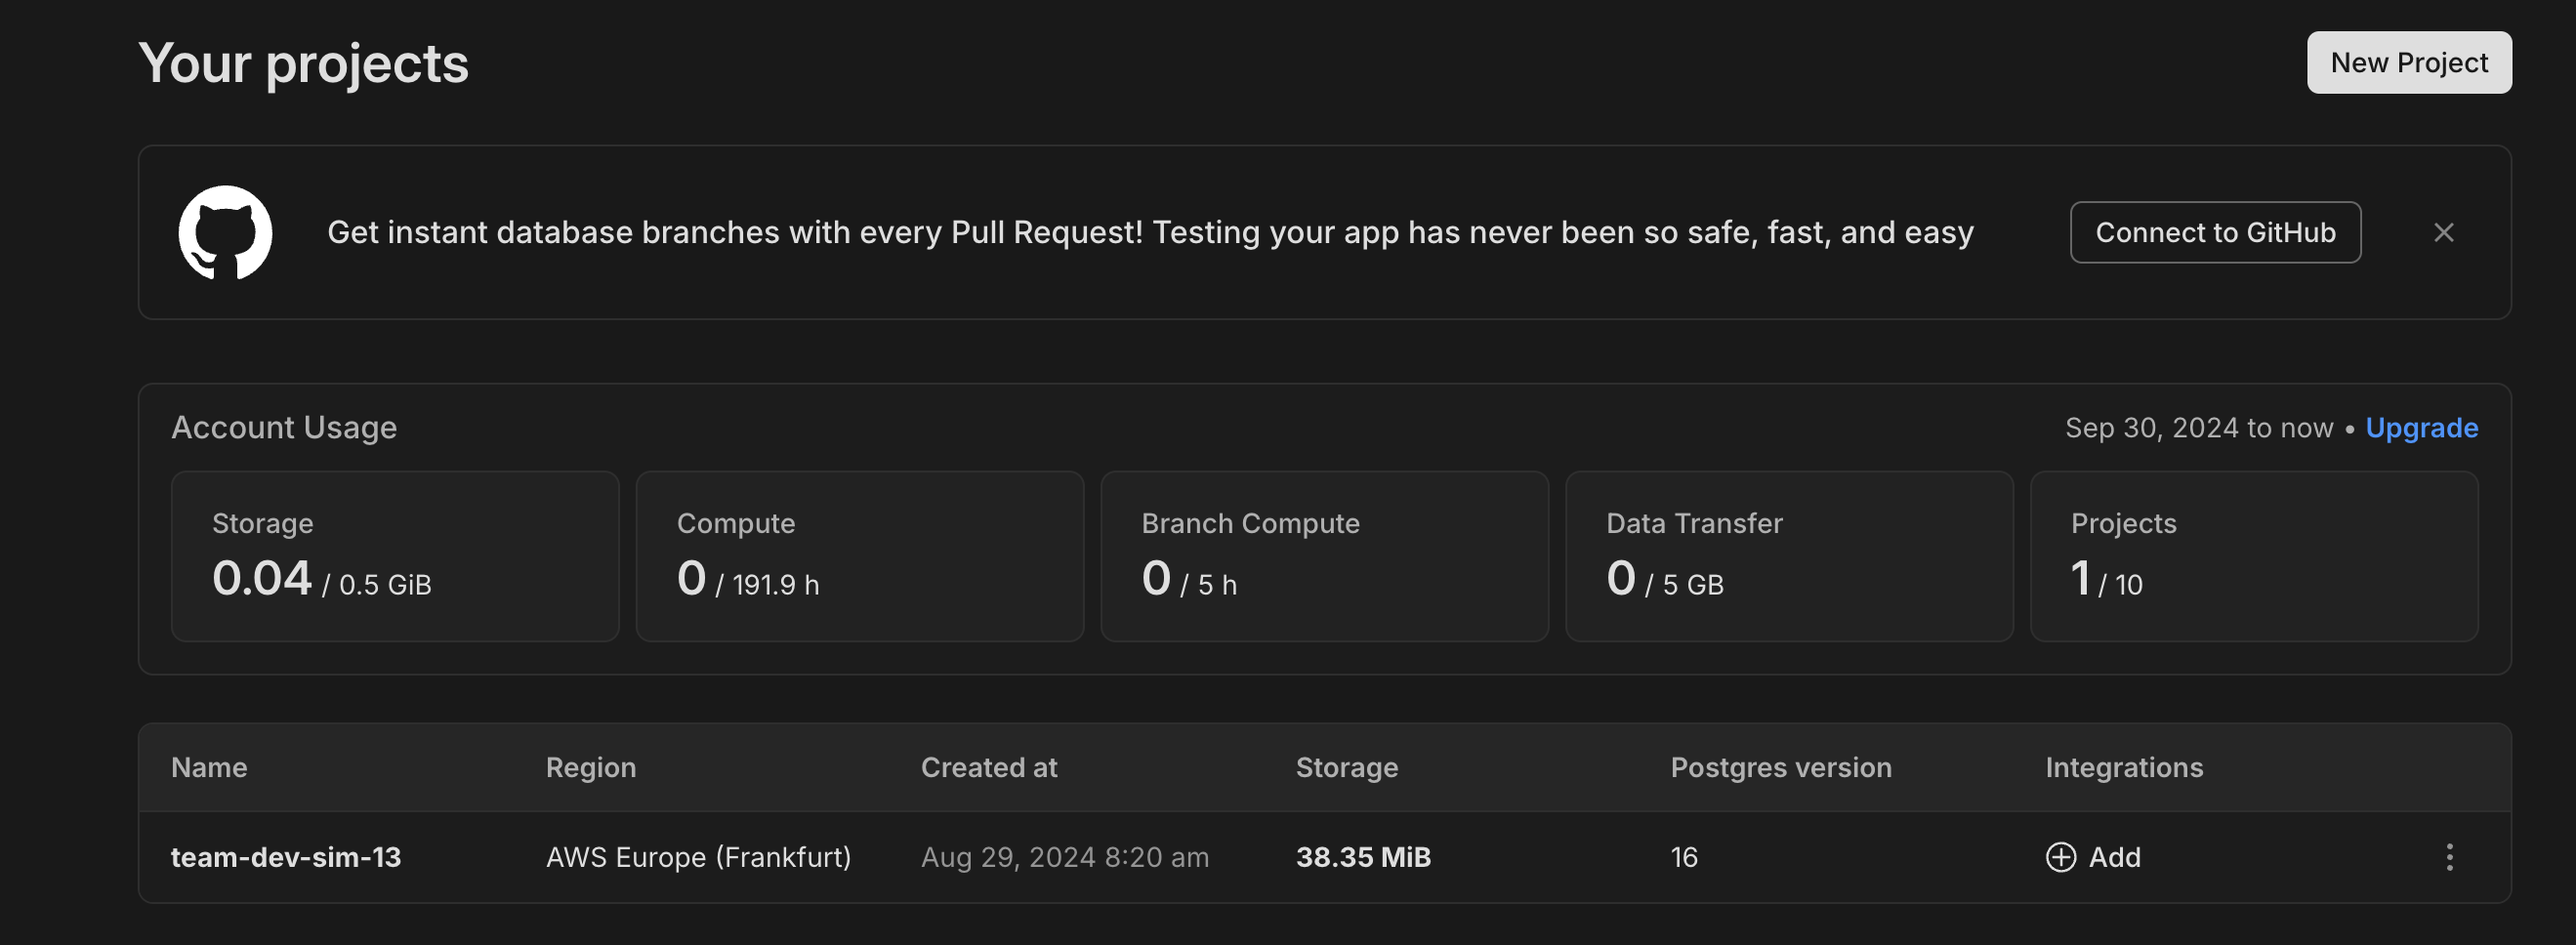 Your projects
New Project
Get instant database branches with every Pull Request! Testing your app has never been so safe, fast, and easy
Connect to GitHub
Account Usage
Sep 30, 2024 to now • Upgrade
Storage
0.04 / 0.5 GiB
Compute
0 / 191.9 h
Branch Compute
0 / 5 h
Data Transfer
0 / 5 GB
Projects
1 / 10
Name Region Created at Storage Postgres version Integrations
team-dev-sim-13 AWS Europe (Frankfurt) Aug 29, 2024 8:20 am 38.35 MiB 16 Add